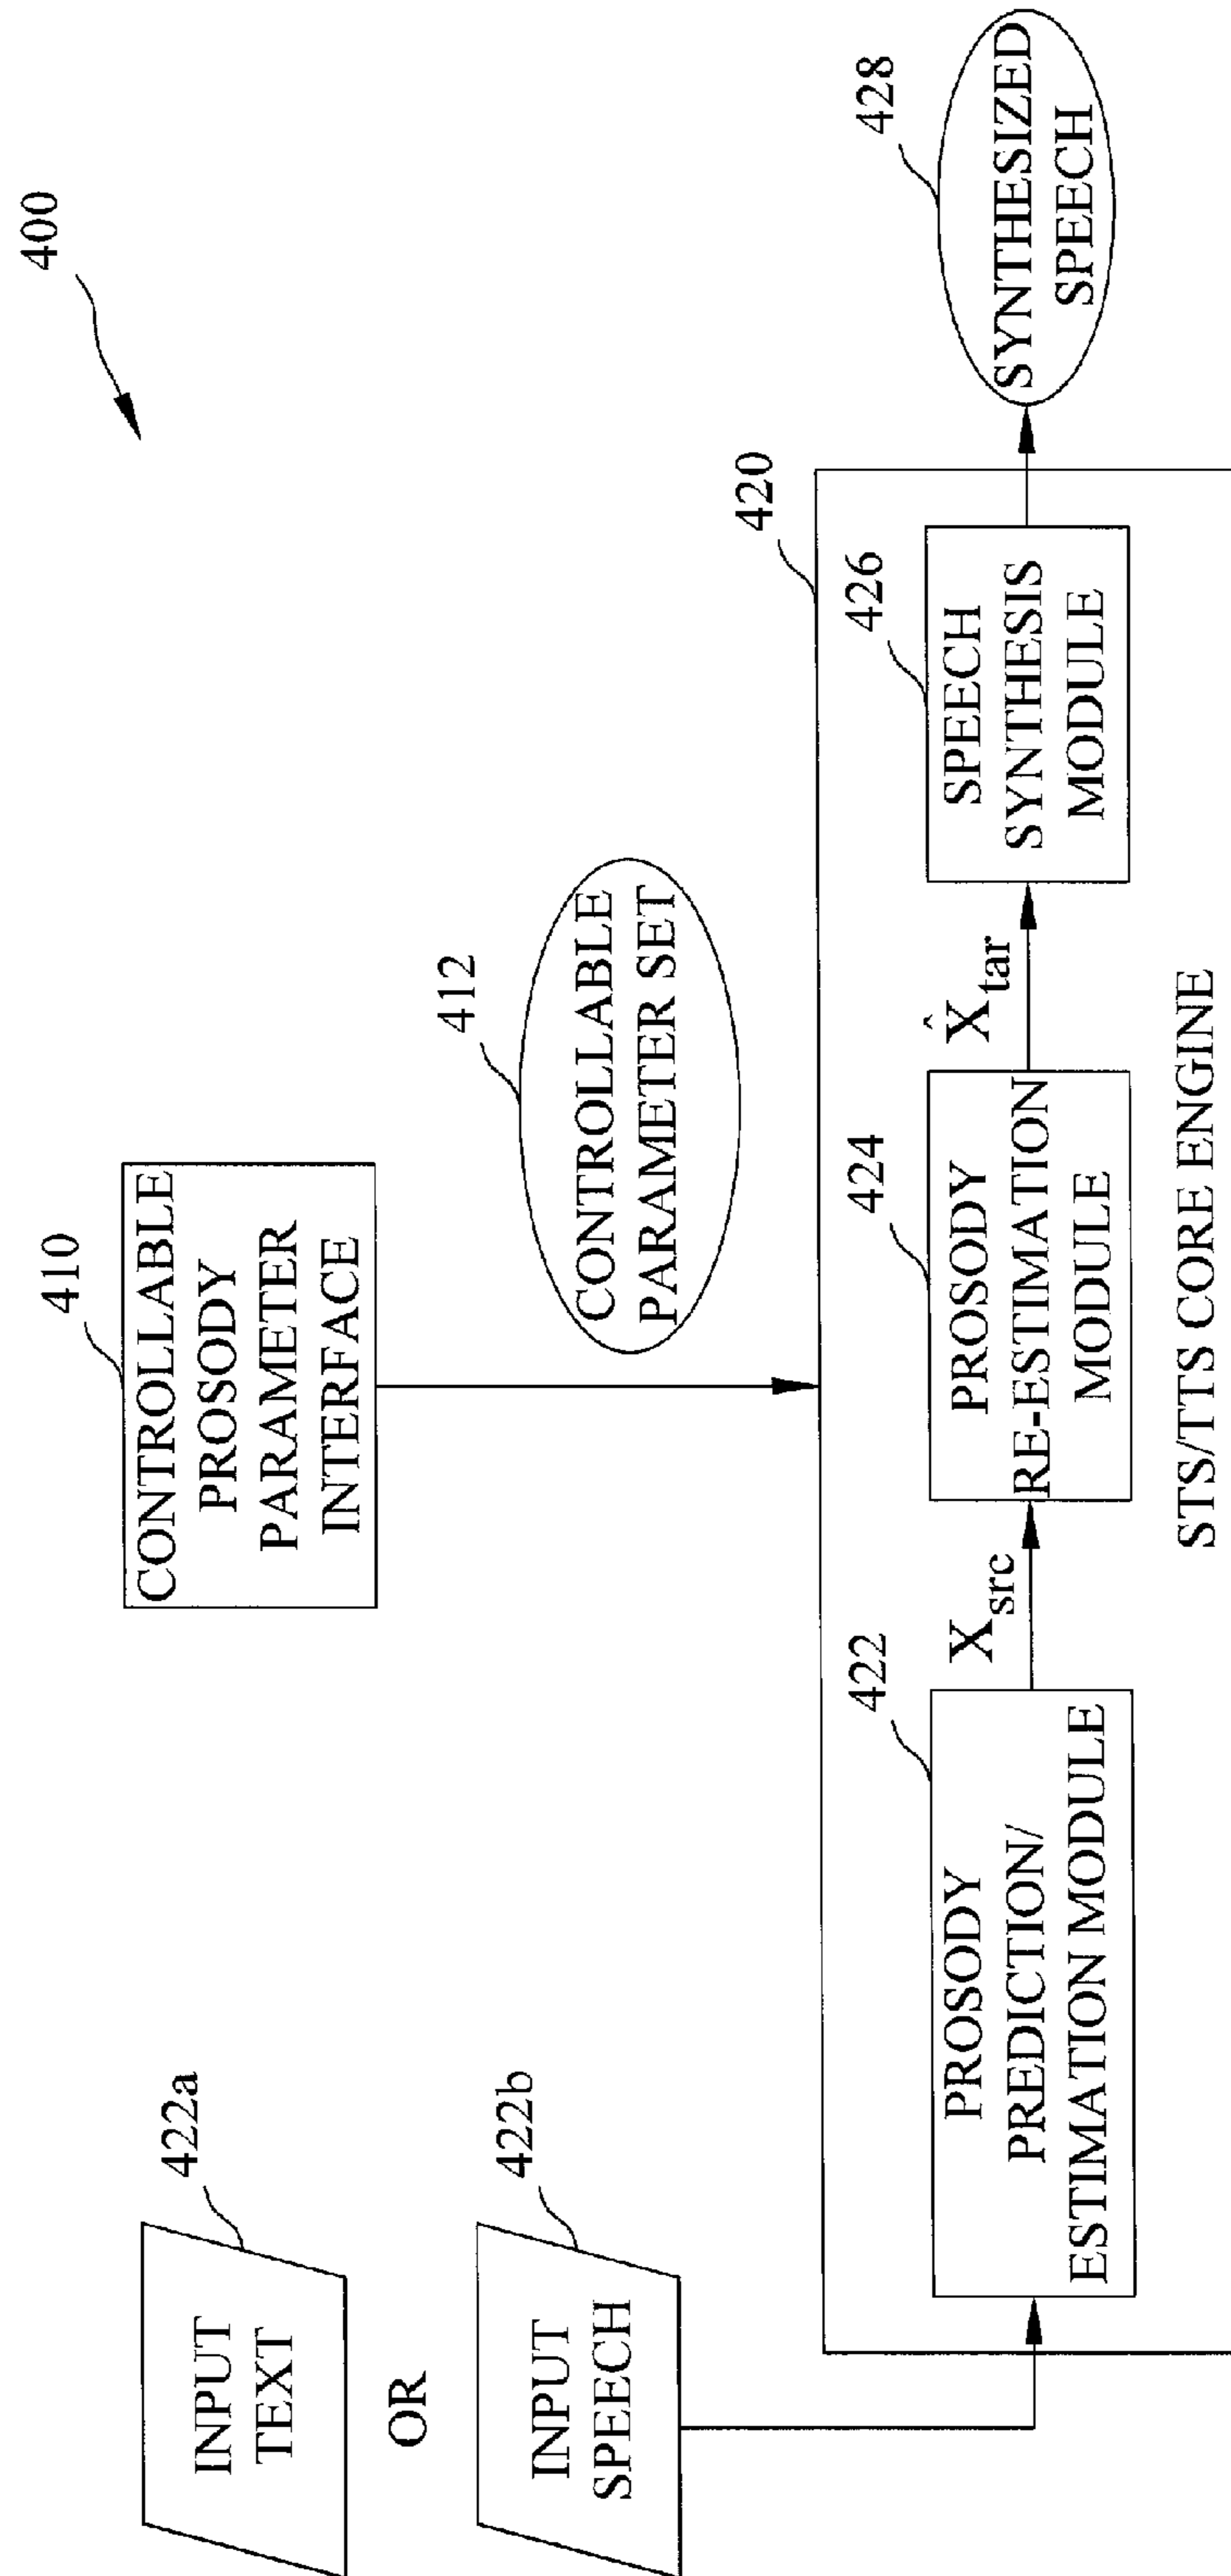 400
410
CONTROLLABLE
PROSODY
PARAMETER
INTERFACE
412
CONTROLLABLE
PARAMETER SET
422a
INPUT
TEXT
OR
422b
INPUT
SPEECH
420
422
PROSODY
PREDICTION/
ESTIMATION MODULE
X_src
424
PROSODY
RE-ESTIMATION
MODULE
X̂_tar
426
SPEECH
SYNTHESIS
MODULE
428
SYNTHESIZED
SPEECH
STS/TTS CORE ENGINE